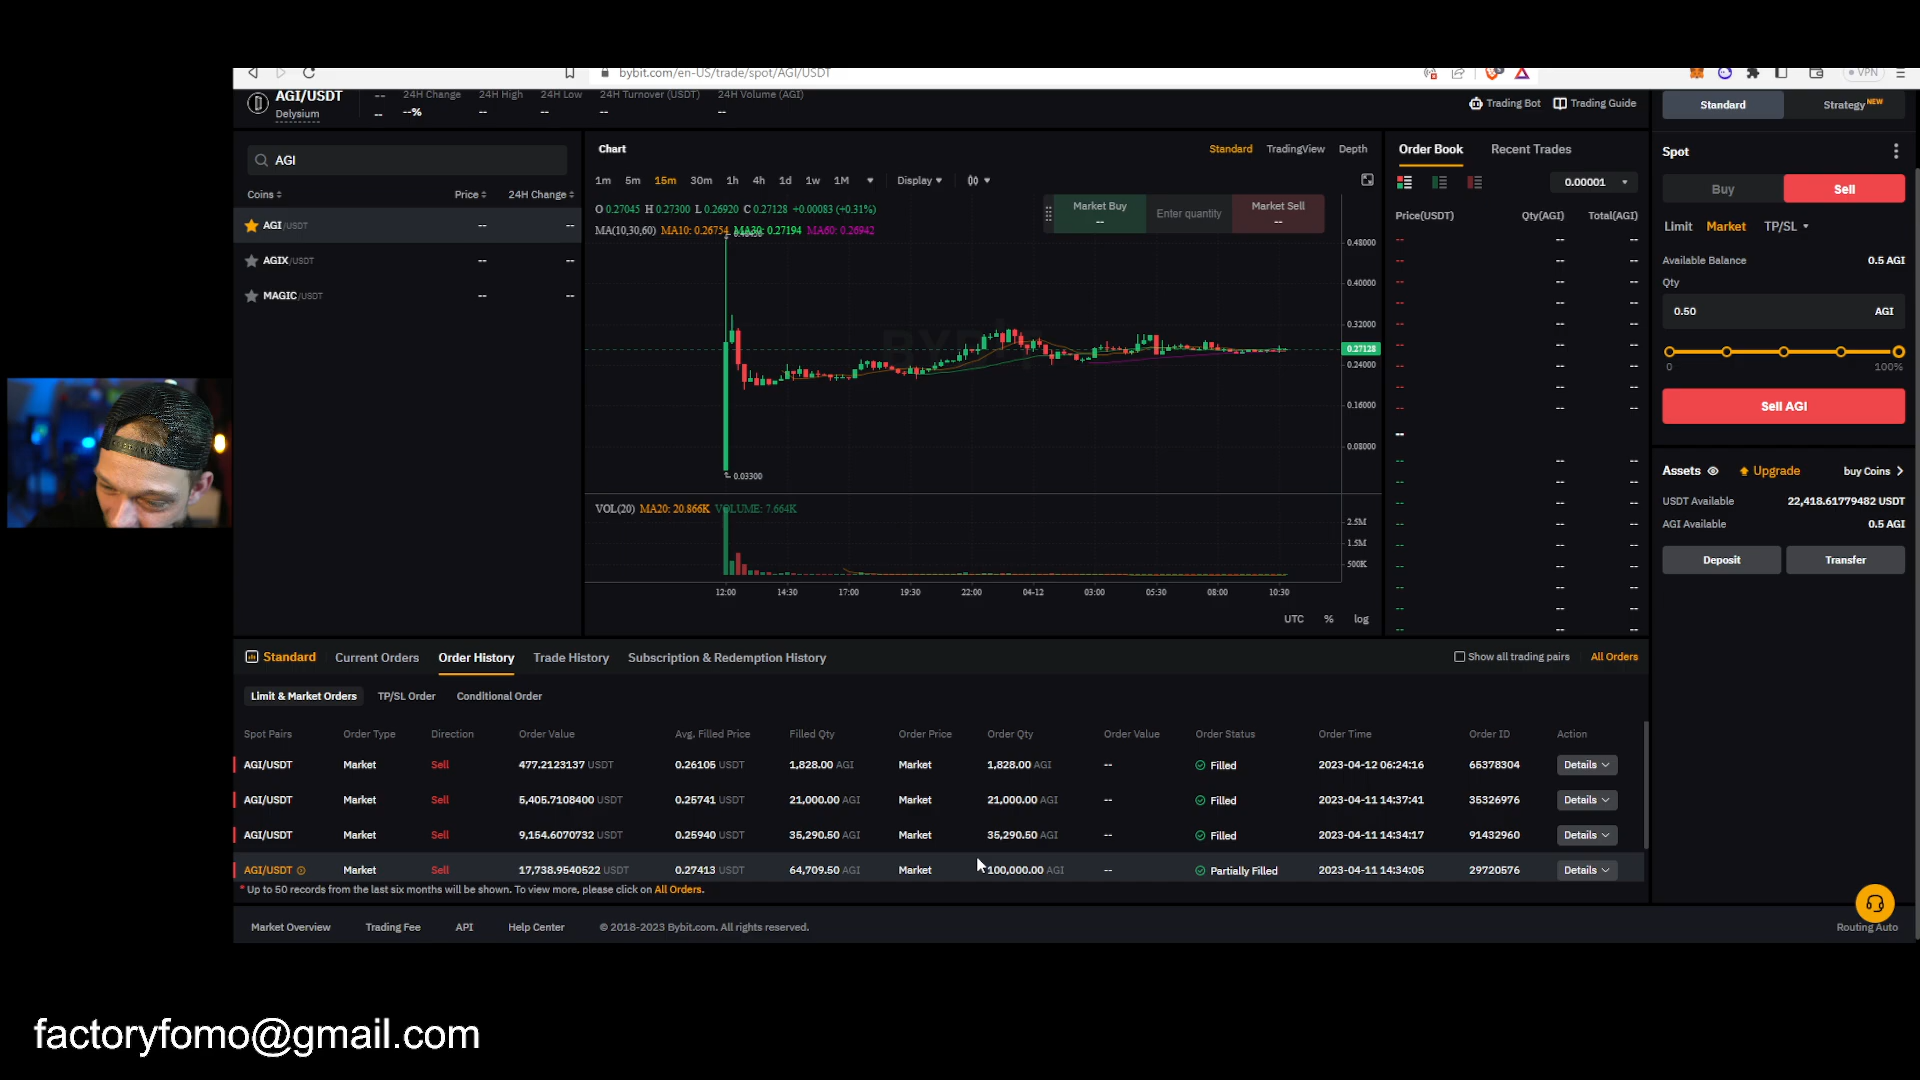 bybit.com/en-US/trade/spot/AGI/USDT
VPN
AGI/USDT -- 24H Change 24H High 24H Low 24H Turnover (USDT) 24H Volume (AGI)
Delysium -- --% -- -- -- --
Trading Bot Trading Guide
Standard Strategy NEW
AGI
Coins Price 24H Change
AGI/USDT -- --
AGIX/USDT -- --
MAGIC/USDT -- --
Chart Standard TradingView Depth
1m 5m 15m 30m 1h 4h 1d 1w 1M Display
O 0.27045 H 0.27300 L 0.26920 C 0.27128 +0.00083 (+0.31%)
MA(10,30,60) MA10: 0.26754 MA30: 0.27194 MA60: 0.26942
Market Buy
--
Enter quantity
Market Sell
--
BYBIT
0.48000
0.40000
0.32000
0.27128
0.24000
0.16000
0.08000
0.03300
VOL(20) MA20: 20.866K VOLUME: 7.664K
2.5M
1.5M
500K
12:00 14:30 17:00 19:30 22:00 04-12 03:00 05:30 08:00 10:30
UTC % log
Order Book Recent Trades
0.00001
Price(USDT) Qty(AGI) Total(AGI)
-- -- --
-- -- --
-- -- --
-- -- --
-- -- --
-- -- --
-- -- --
-- -- --
-- -- --
--
-- -- --
-- -- --
-- -- --
-- -- --
-- -- --
-- -- --
-- -- --
-- -- --
-- -- --
Spot
Buy Sell
Limit Market TP/SL
Available Balance 0.5 AGI
Qty
0.50 AGI
0 100%
Sell AGI
Assets Upgrade buy Coins
USDT Available 22,418.61779482 USDT
AGI Available 0.5 AGI
Deposit Transfer
Standard Current Orders Order History Trade History Subscription & Redemption History
Show all trading pairs All Orders
Limit & Market Orders TP/SL Order Conditional Order
Spot Pairs Order Type Direction Order Value Avg. Filled Price Filled Qty Order Price Order Qty Order Value Order Status Order Time Order ID Action
AGI/USDT Market Sell 477.2123137 USDT 0.26105 USDT 1,828.00 AGI Market 1,828.00 AGI -- Filled 2023-04-12 06:24:16 65378304 Details
AGI/USDT Market Sell 5,405.7108400 USDT 0.25741 USDT 21,000.00 AGI Market 21,000.00 AGI -- Filled 2023-04-11 14:37:41 35326976 Details
AGI/USDT Market Sell 9,154.6070732 USDT 0.25940 USDT 35,290.50 AGI Market 35,290.50 AGI -- Filled 2023-04-11 14:34:17 91432960 Details
AGI/USDT Market Sell 17,738.9540522 USDT 0.27413 USDT 64,709.50 AGI Market 100,000.00 AGI -- Partially Filled 2023-04-11 14:34:05 29720576 Details
* Up to 50 records from the last six months will be shown. To view more, please click on All Orders.
Market Overview Trading Fee API Help Center © 2018-2023 Bybit.com. All rights reserved.
Routing Auto
factoryfomo@gmail.com